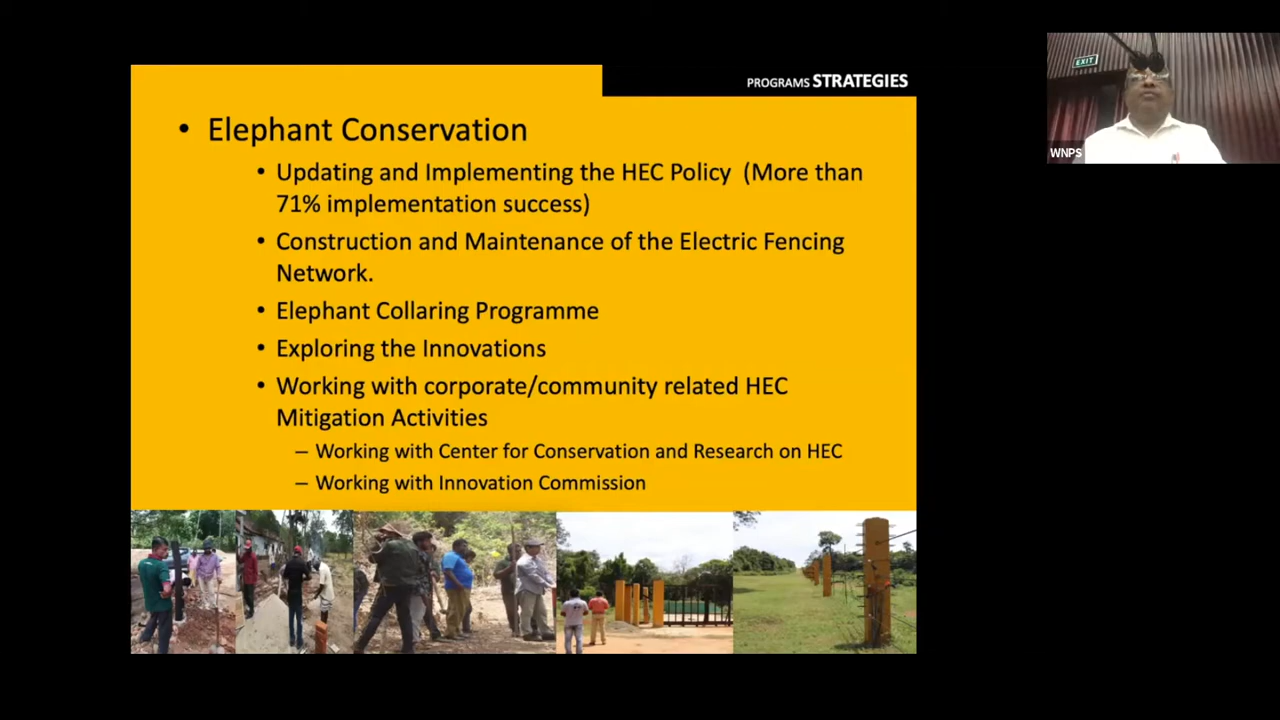 PROGRAMS STRATEGIES
EXIT
WNPS
• Elephant Conservation
• Updating and Implementing the HEC Policy (More than
71% implementation success)
• Construction and Maintenance of the Electric Fencing
Network.
• Elephant Collaring Programme
• Exploring the Innovations
• Working with corporate/community related HEC
Mitigation Activities
– Working with Center for Conservation and Research on HEC
– Working with Innovation Commission